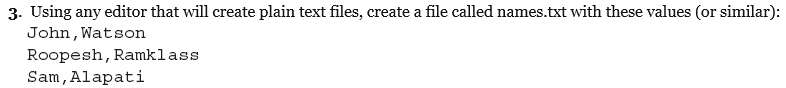 3. Using any editor that will create plain text files, create a file called names.txt with these values (or similar):
John,Watson
Roopesh,Ramklass
Sam,Alapati